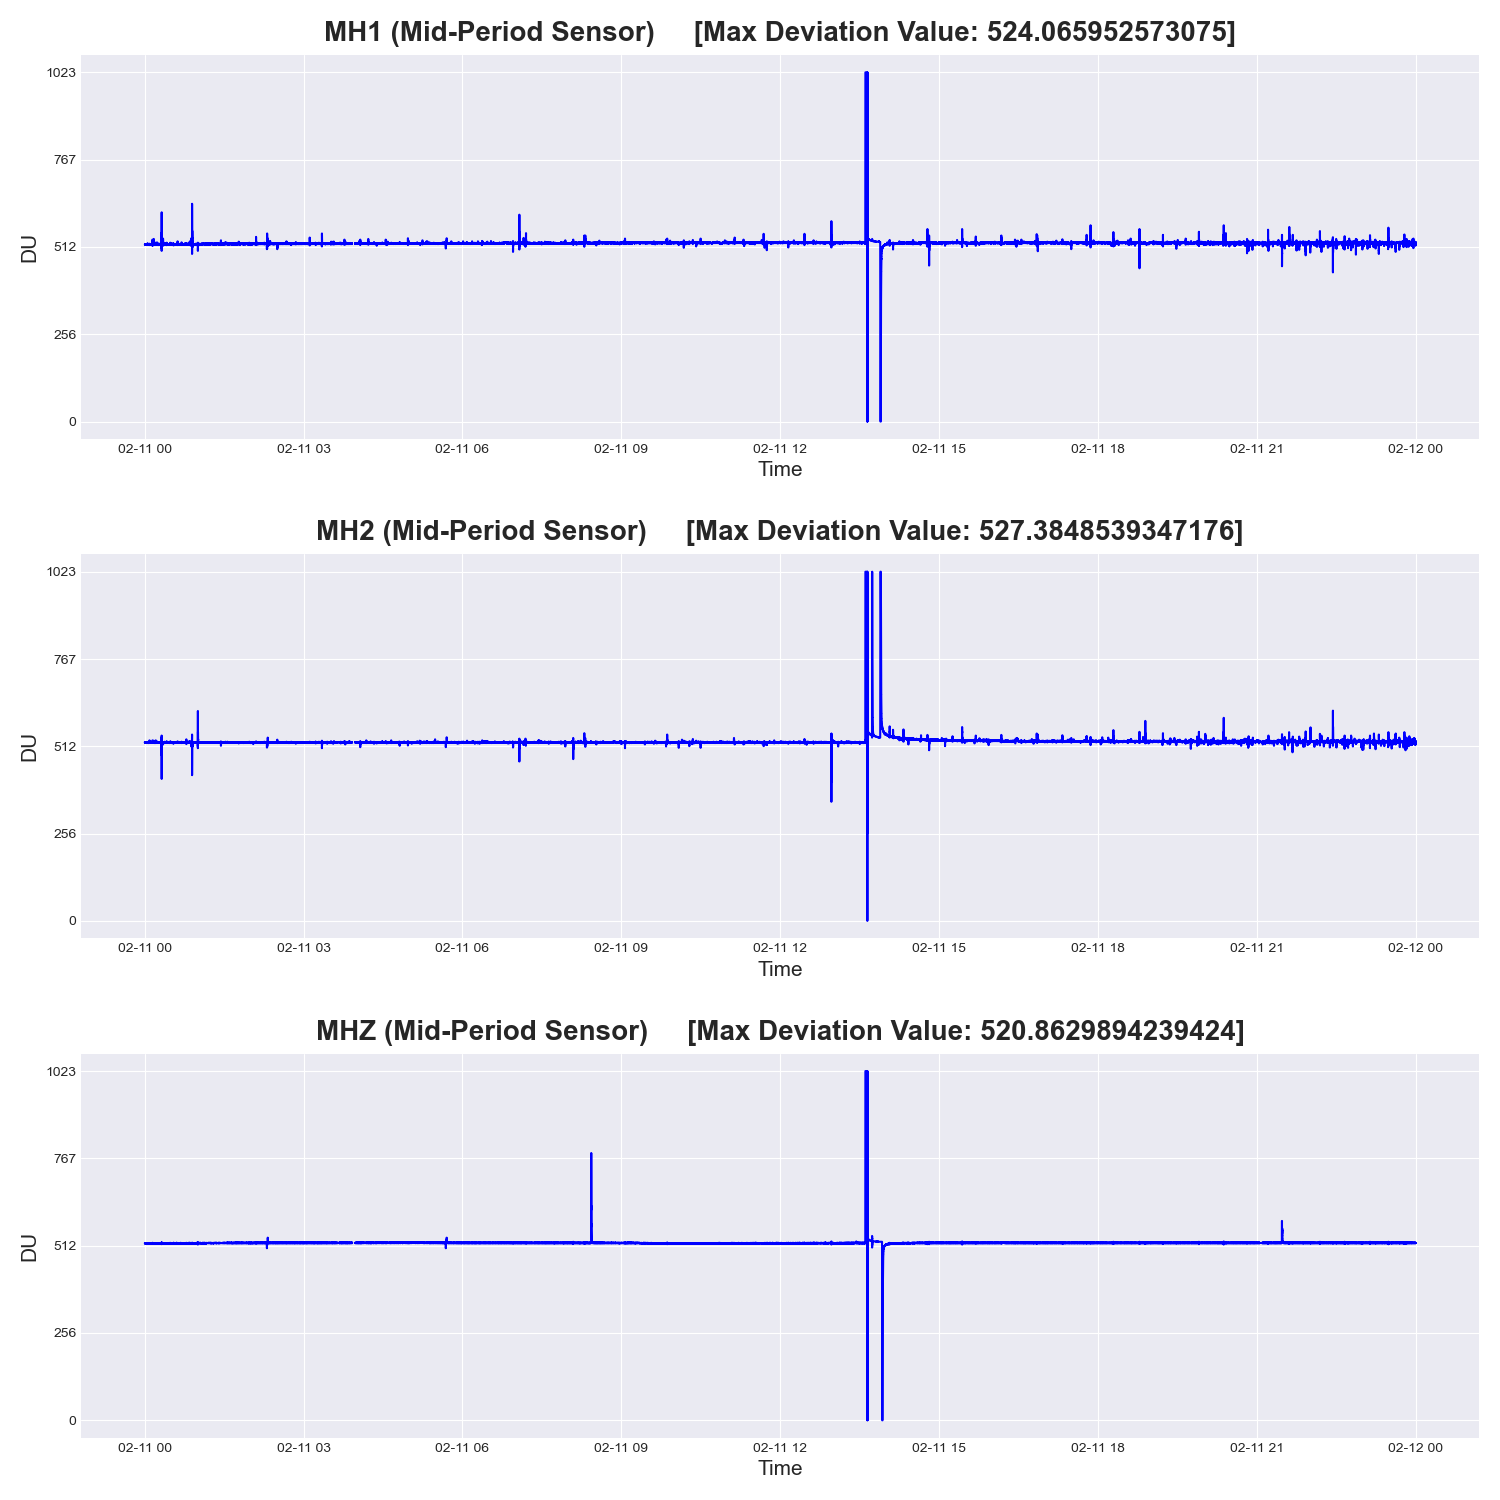 MH1 (Mid-Period Sensor) [Max Deviation Value: 524.065952573075]
1023
767
512
256
0
DU
02-11 00 02-11 03 02-11 06 02-11 09 02-11 12 02-11 15 02-11 18 02-11 21 02-12 00
Time
MH2 (Mid-Period Sensor) [Max Deviation Value: 527.3848539347176]
1023
767
512
256
0
DU
02-11 00 02-11 03 02-11 06 02-11 09 02-11 12 02-11 15 02-11 18 02-11 21 02-12 00
Time
MHZ (Mid-Period Sensor) [Max Deviation Value: 520.8629894239424]
1023
767
512
256
0
DU
02-11 00 02-11 03 02-11 06 02-11 09 02-11 12 02-11 15 02-11 18 02-11 21 02-12 00
Time